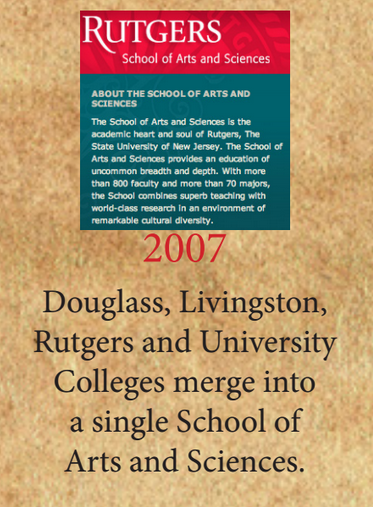 RUTGERS
School of Arts and Sciences
ABOUT THE SCHOOL OF ARTS AND
SCIENCES
The School of Arts and Sciences is the
academic heart and soul of Rutgers, The
State University of New Jersey. The School of
Arts and Sciences provides an education of
uncommon breadth and depth. With more
than 800 faculty and more than 70 majors,
the School combines superb teaching with
world-class research in an environment of
remarkable cultural diversity.
2007
Douglass, Livingston,
Rutgers and University
Colleges merge into
a single School of
Arts and Sciences.